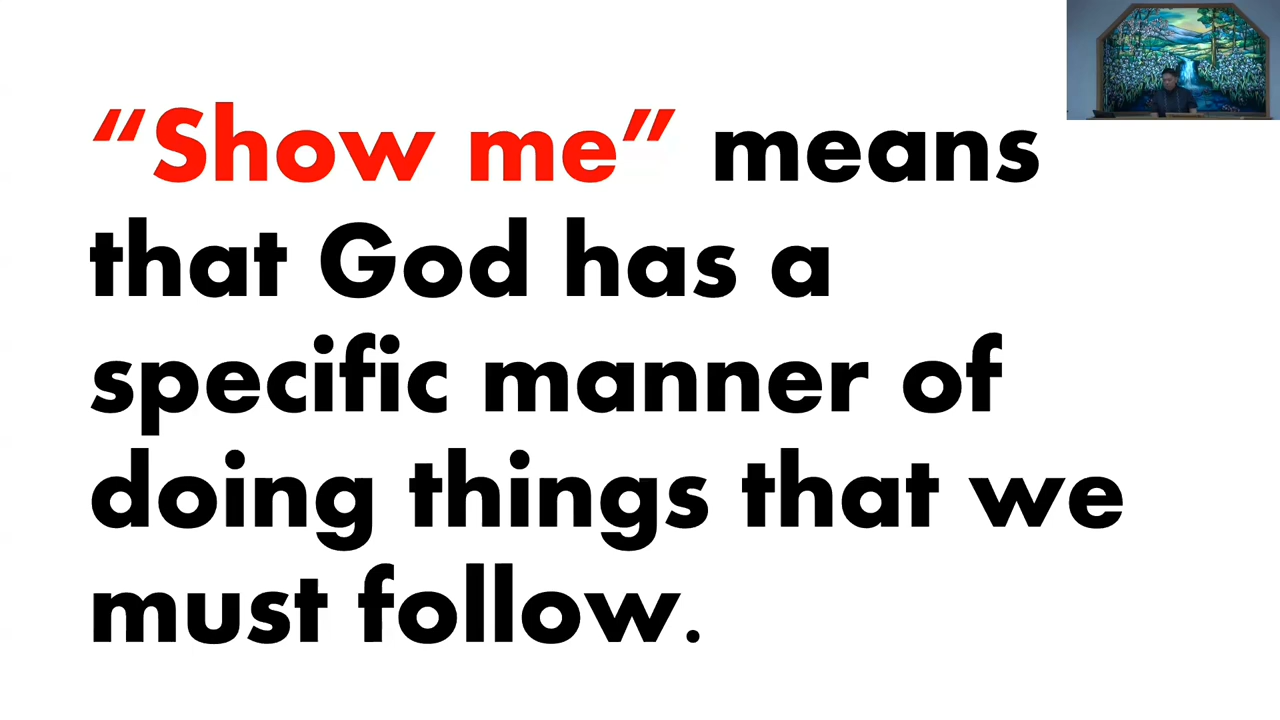 “Show me” means
that God has a
specific manner of
doing things that we
must follow.